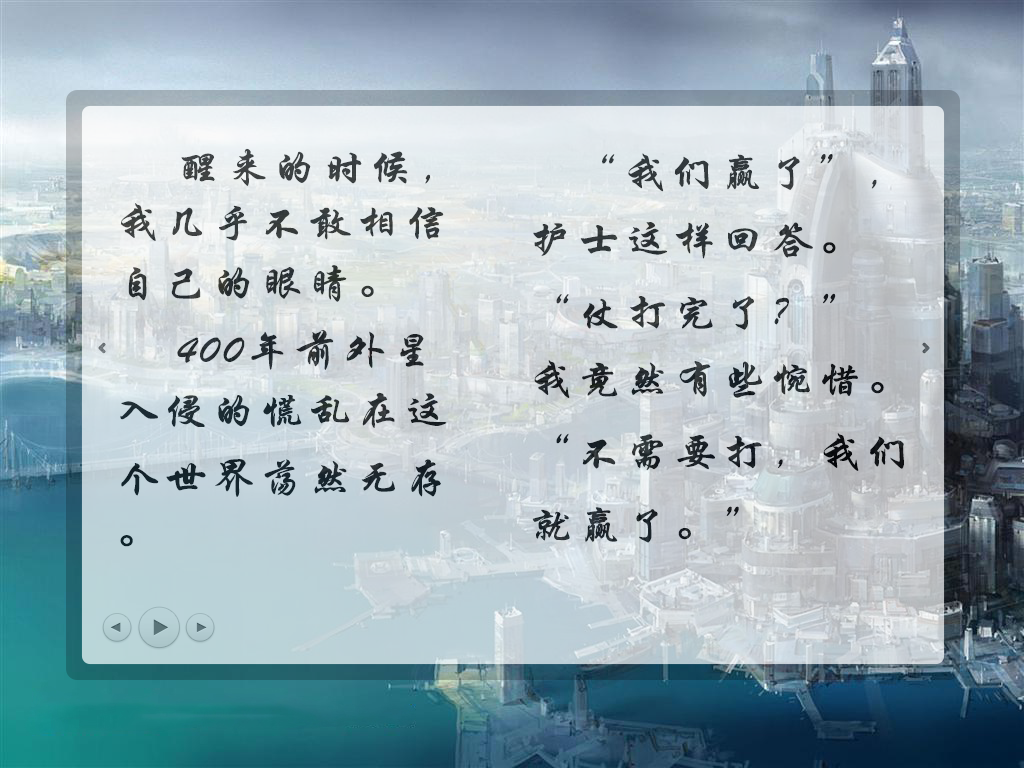 醒来的时候，
我几乎不敢相信
自己的眼睛。
400年前外星
入侵的慌乱在这
个世界荡然无存
。
“我们赢了”，
护士这样回答。
“仗打完了？”
我竟然有些惋惜。
“不需要打，我们
就赢了。”